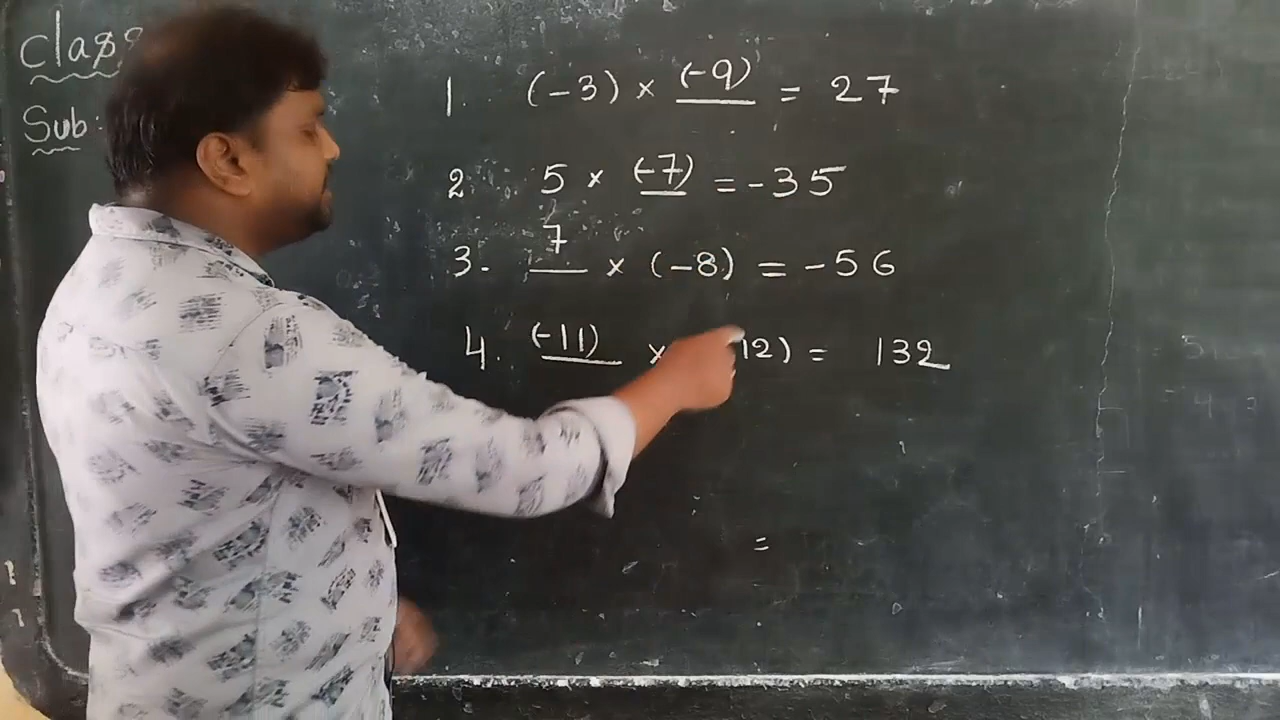 Class
Sub:
1. (-3) × (-9) = 27
2. 5 × (-7) = -35
3. 7 × (-8) = -56
4. (-11) × 12) = 132
=